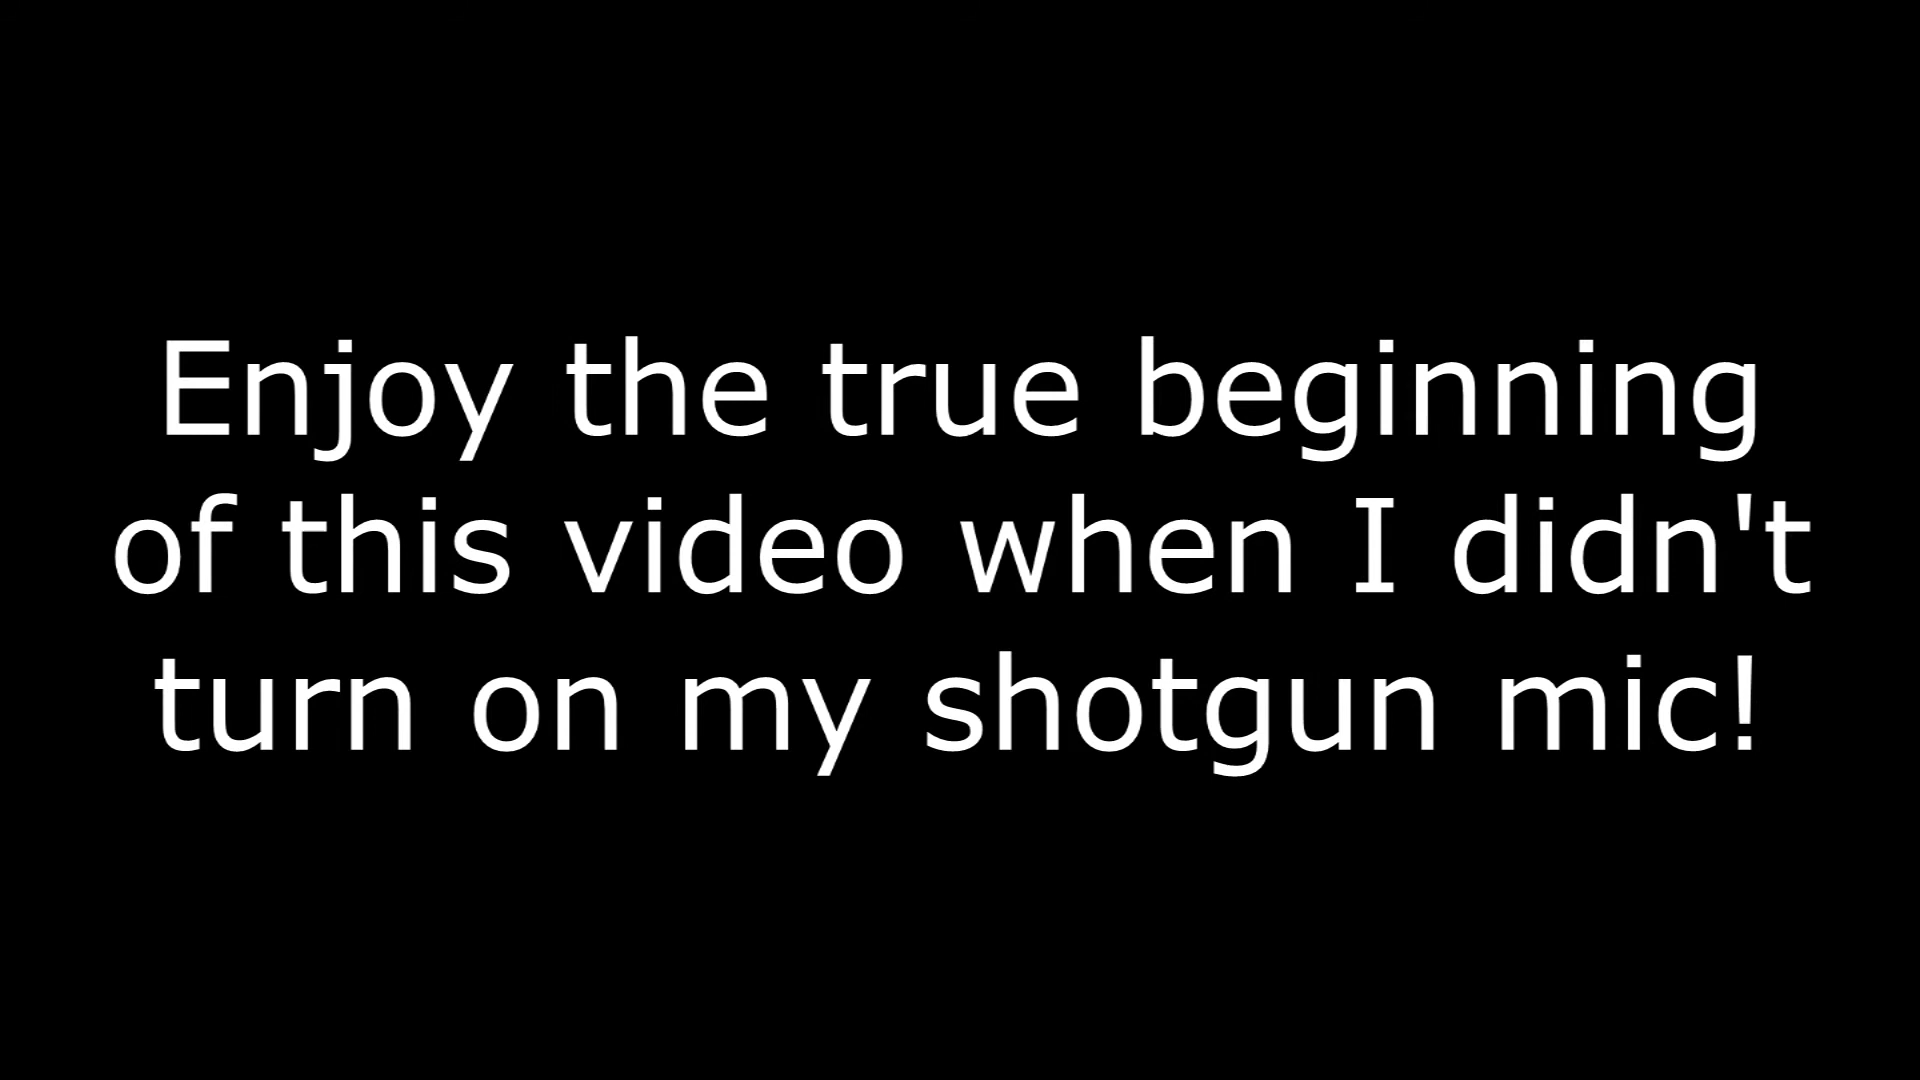 Enjoy the true beginning
of this video when I didn't
turn on my shotgun mic!